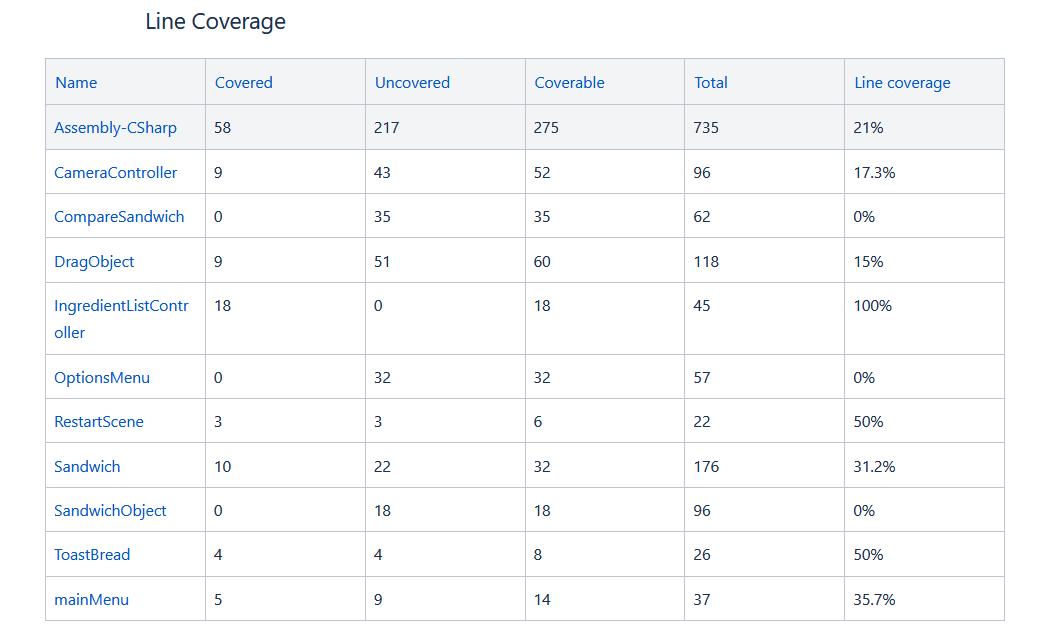 Line Coverage
Name Covered Uncovered Coverable Total Line coverage
Assembly-CSharp 58 217 275 735 21%
CameraController 9 43 52 96 17.3%
CompareSandwich 0 35 35 62 0%
DragObject 9 51 60 118 15%
IngredientListContr 18 0 18 45 100%
oller
OptionsMenu 0 32 32 57 0%
RestartScene 3 3 6 22 50%
Sandwich 10 22 32 176 31.2%
SandwichObject 0 18 18 96 0%
ToastBread 4 4 8 26 50%
mainMenu 5 9 14 37 35.7%